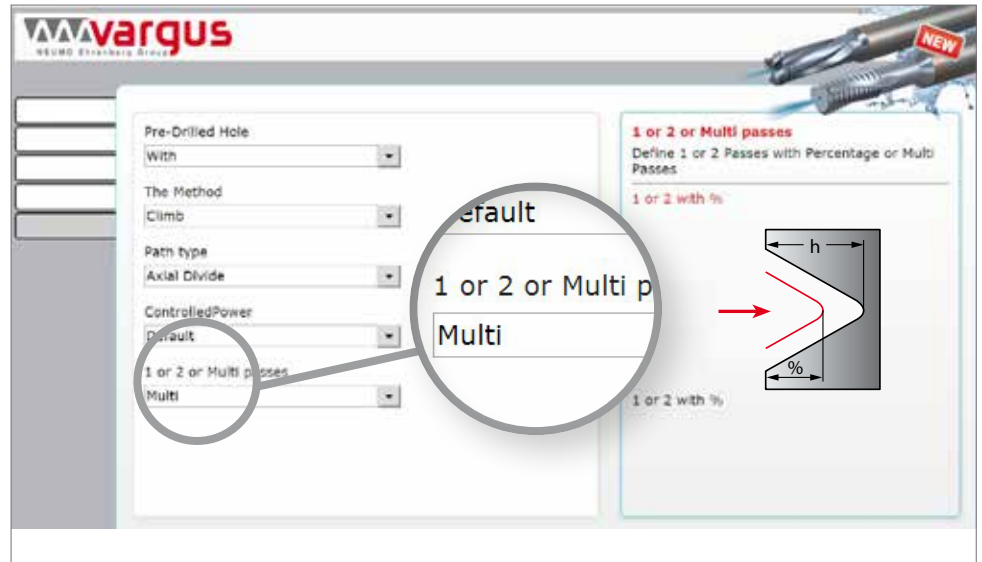 vargus
NEUMO Ehrenberg Group
NEW
Pre-Drilled Hole
With
The Method
Climb
Path type
Axial Divide
ControlledPower
Default
1 or 2 or Multi passes
Multi
efault
1 or 2 or Multi p
Multi
1 or 2 or Multi passes
Define 1 or 2 Passes with Percentage or Multi
Passes
1 or 2 with %
h
%
1 or 2 with %